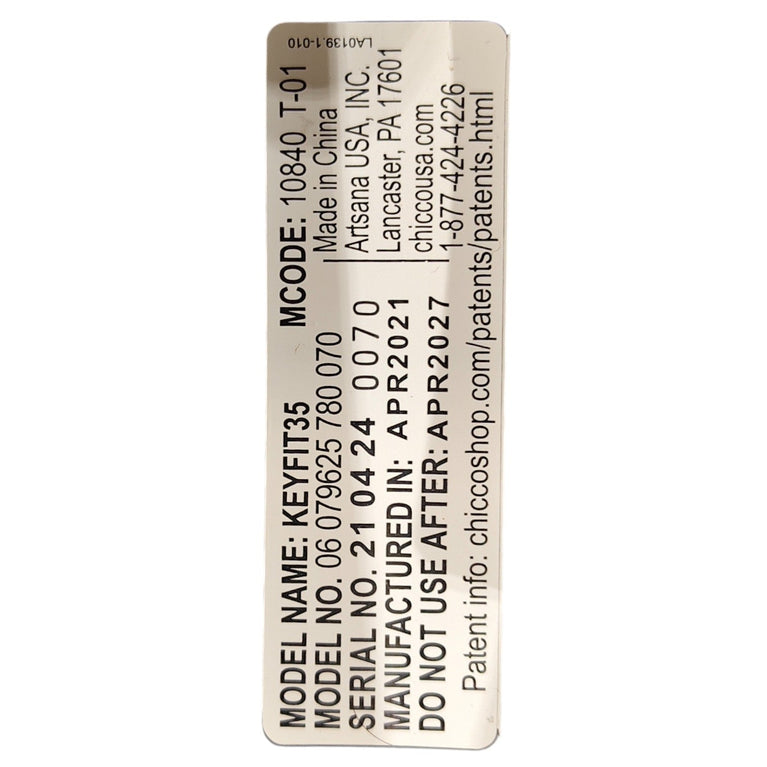 LA0139.1-010
MODEL NAME: KEYFIT35 MCODE: 10840 T-01
MODEL NO. 06 079625 780 070
SERIAL NO. 21 04 24 0070
MANUFACTURED IN: APR2021
DO NOT USE AFTER: APR2027
Made in China
Artsana USA, INC.
Lancaster, PA 17601
chiccousa.com
1-877-424-4226
Patent info: chiccoshop.com/patents/patents.html